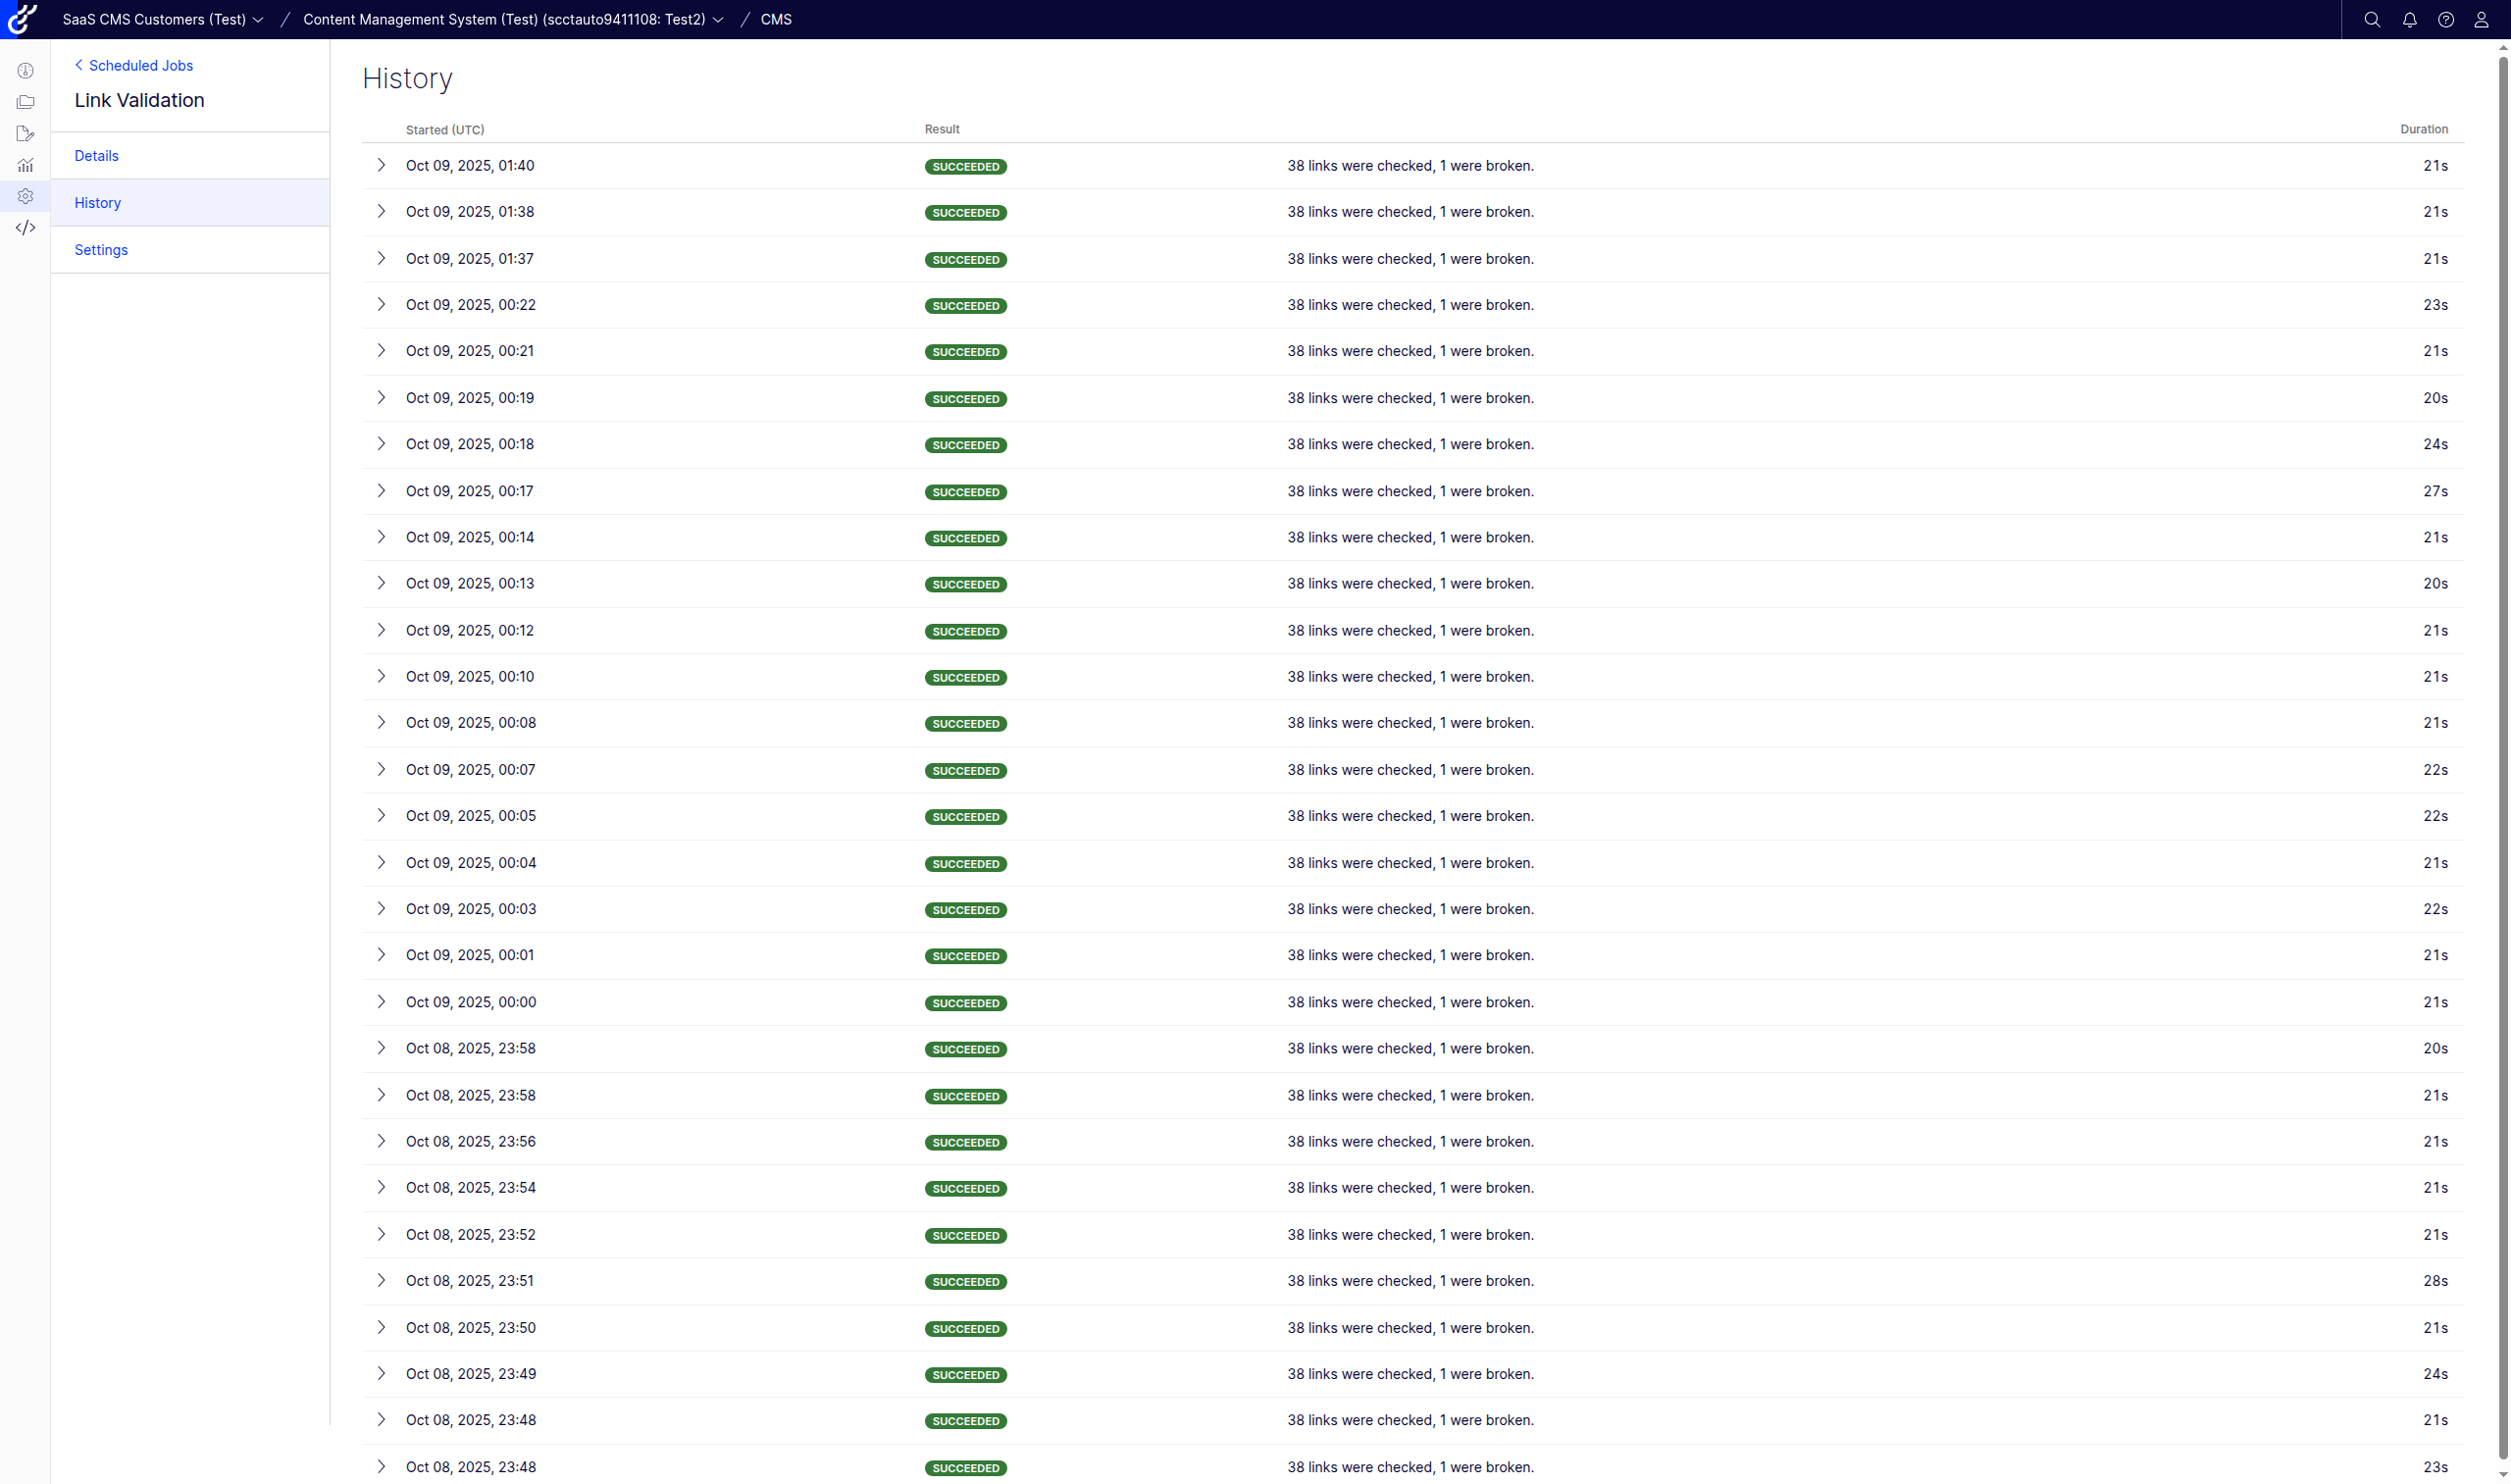 SaaS CMS Customers (Test) / Content Management System (Test) (scctauto9411108: Test2) / CMS
Scheduled Jobs
Link Validation
Details
History
Settings
History
Started (UTC) Result Duration
Oct 09, 2025, 01:40 SUCCEEDED 38 links were checked, 1 were broken. 21s
Oct 09, 2025, 01:38 SUCCEEDED 38 links were checked, 1 were broken. 21s
Oct 09, 2025, 01:37 SUCCEEDED 38 links were checked, 1 were broken. 21s
Oct 09, 2025, 00:22 SUCCEEDED 38 links were checked, 1 were broken. 23s
Oct 09, 2025, 00:21 SUCCEEDED 38 links were checked, 1 were broken. 21s
Oct 09, 2025, 00:19 SUCCEEDED 38 links were checked, 1 were broken. 20s
Oct 09, 2025, 00:18 SUCCEEDED 38 links were checked, 1 were broken. 24s
Oct 09, 2025, 00:17 SUCCEEDED 38 links were checked, 1 were broken. 27s
Oct 09, 2025, 00:14 SUCCEEDED 38 links were checked, 1 were broken. 21s
Oct 09, 2025, 00:13 SUCCEEDED 38 links were checked, 1 were broken. 20s
Oct 09, 2025, 00:12 SUCCEEDED 38 links were checked, 1 were broken. 21s
Oct 09, 2025, 00:10 SUCCEEDED 38 links were checked, 1 were broken. 21s
Oct 09, 2025, 00:08 SUCCEEDED 38 links were checked, 1 were broken. 21s
Oct 09, 2025, 00:07 SUCCEEDED 38 links were checked, 1 were broken. 22s
Oct 09, 2025, 00:05 SUCCEEDED 38 links were checked, 1 were broken. 22s
Oct 09, 2025, 00:04 SUCCEEDED 38 links were checked, 1 were broken. 21s
Oct 09, 2025, 00:03 SUCCEEDED 38 links were checked, 1 were broken. 22s
Oct 09, 2025, 00:01 SUCCEEDED 38 links were checked, 1 were broken. 21s
Oct 09, 2025, 00:00 SUCCEEDED 38 links were checked, 1 were broken. 21s
Oct 08, 2025, 23:58 SUCCEEDED 38 links were checked, 1 were broken. 20s
Oct 08, 2025, 23:58 SUCCEEDED 38 links were checked, 1 were broken. 21s
Oct 08, 2025, 23:56 SUCCEEDED 38 links were checked, 1 were broken. 21s
Oct 08, 2025, 23:54 SUCCEEDED 38 links were checked, 1 were broken. 21s
Oct 08, 2025, 23:52 SUCCEEDED 38 links were checked, 1 were broken. 21s
Oct 08, 2025, 23:51 SUCCEEDED 38 links were checked, 1 were broken. 28s
Oct 08, 2025, 23:50 SUCCEEDED 38 links were checked, 1 were broken. 21s
Oct 08, 2025, 23:49 SUCCEEDED 38 links were checked, 1 were broken. 24s
Oct 08, 2025, 23:48 SUCCEEDED 38 links were checked, 1 were broken. 21s
Oct 08, 2025, 23:48 SUCCEEDED 38 links were checked, 1 were broken. 23s